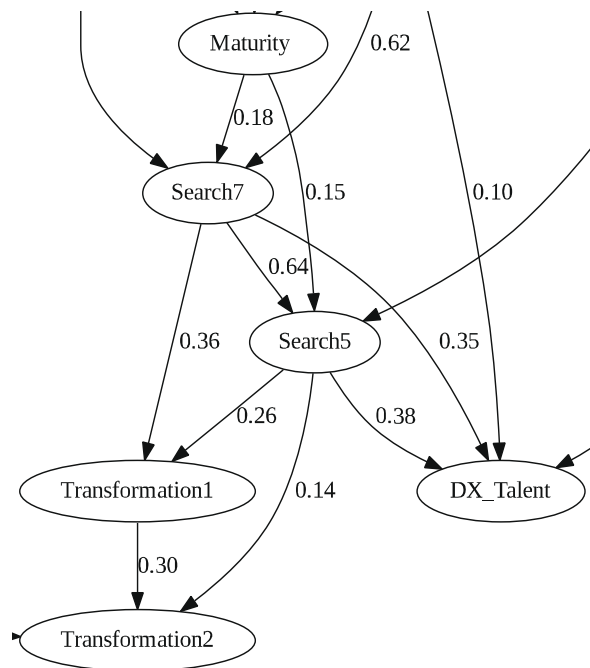 Maturity
0.62
0.18
Search7
0.15
0.10
0.64
Search5
0.36
0.35
0.26
0.38
Transformation1
0.14
DX_Talent
0.30
Transformation2